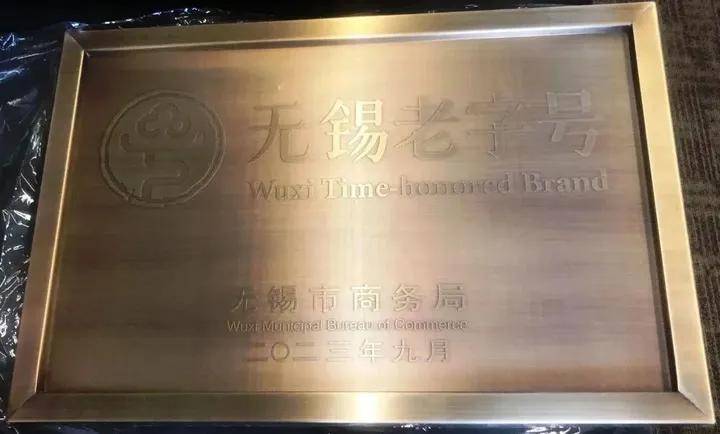 无锡老字号
Wuxi Time-honored Brand
无锡市商务局
Wuxi Municipal Bureau of Commerce
二〇二三年九月